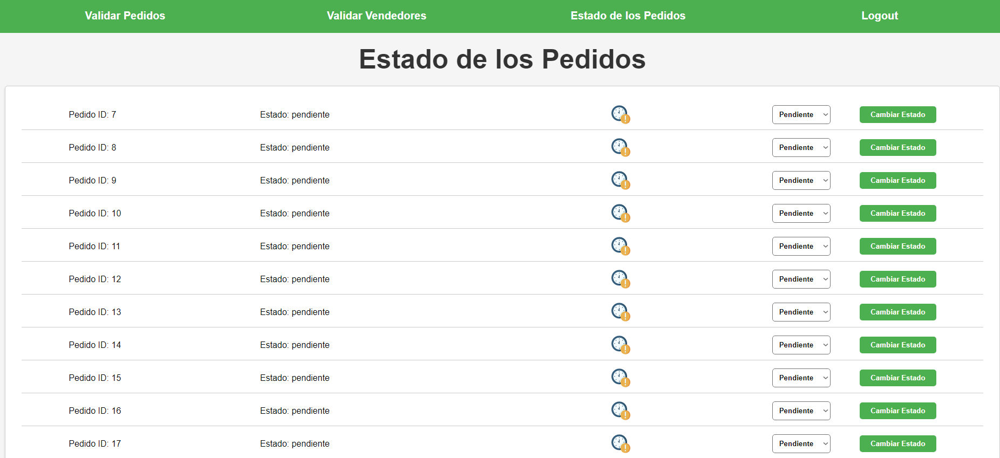 Validar Pedidos Validar Vendedores Estado de los Pedidos Logout
Estado de los Pedidos
Pedido ID: 7 Estado: pendiente Pendiente Cambiar Estado
Pedido ID: 8 Estado: pendiente Pendiente Cambiar Estado
Pedido ID: 9 Estado: pendiente Pendiente Cambiar Estado
Pedido ID: 10 Estado: pendiente Pendiente Cambiar Estado
Pedido ID: 11 Estado: pendiente Pendiente Cambiar Estado
Pedido ID: 12 Estado: pendiente Pendiente Cambiar Estado
Pedido ID: 13 Estado: pendiente Pendiente Cambiar Estado
Pedido ID: 14 Estado: pendiente Pendiente Cambiar Estado
Pedido ID: 15 Estado: pendiente Pendiente Cambiar Estado
Pedido ID: 16 Estado: pendiente Pendiente Cambiar Estado
Pedido ID: 17 Estado: pendiente Pendiente Cambiar Estado